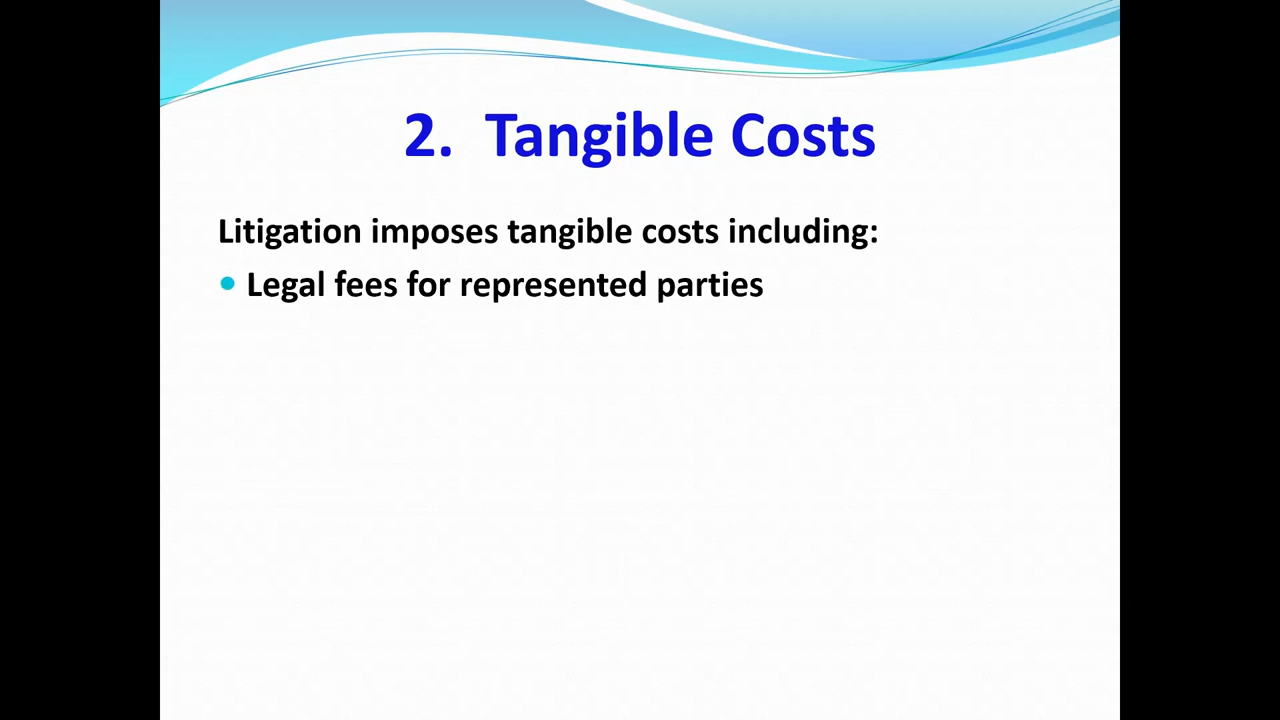 2. Tangible Costs
Litigation imposes tangible costs including:
• Legal fees for represented parties